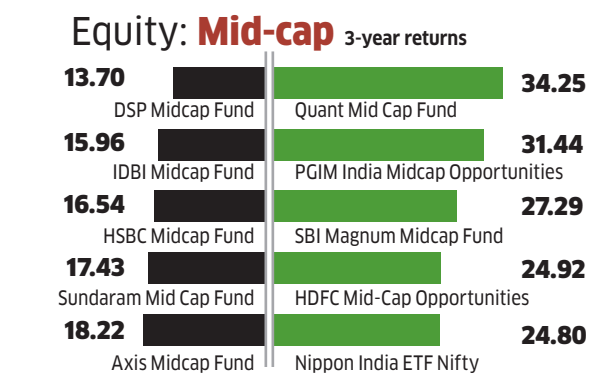 Equity: Mid-cap 3-year returns
13.70 34.25
DSP Midcap Fund Quant Mid Cap Fund
15.96 31.44
IDBI Midcap Fund PGIM India Midcap Opportunities
16.54 27.29
HSBC Midcap Fund SBI Magnum Midcap Fund
17.43 24.92
Sundaram Mid Cap Fund HDFC Mid-Cap Opportunities
18.22 24.80
Axis Midcap Fund Nippon India ETF Nifty